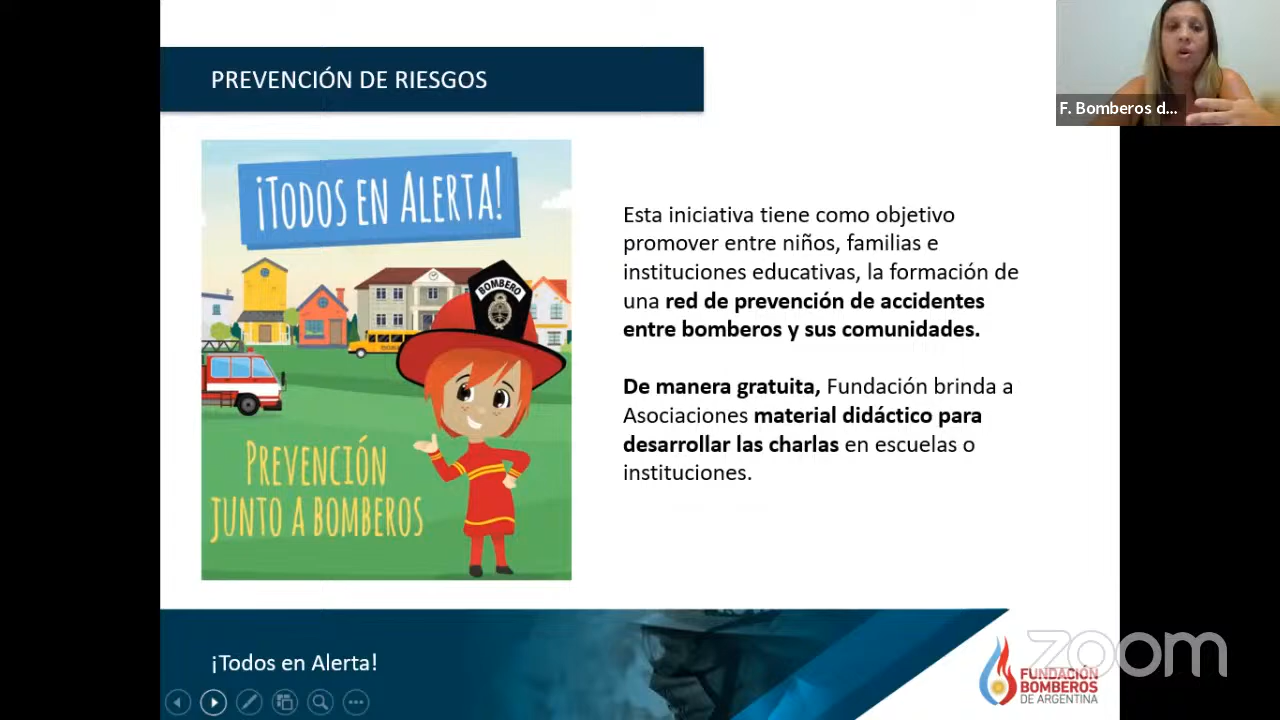 PREVENCIÓN DE RIESGOS
F. Bomberos d...
¡TODOS EN ALERTA!
BOMBERO
PREVENCIÓN
JUNTO A BOMBEROS
Esta iniciativa tiene como objetivo
promover entre niños, familias e
instituciones educativas, la formación de
una red de prevención de accidentes
entre bomberos y sus comunidades.
De manera gratuita, Fundación brinda a
Asociaciones material didáctico para
desarrollar las charlas en escuelas o
instituciones.
¡Todos en Alerta!
zoom
FUNDACIÓN
BOMBEROS
DE ARGENTINA